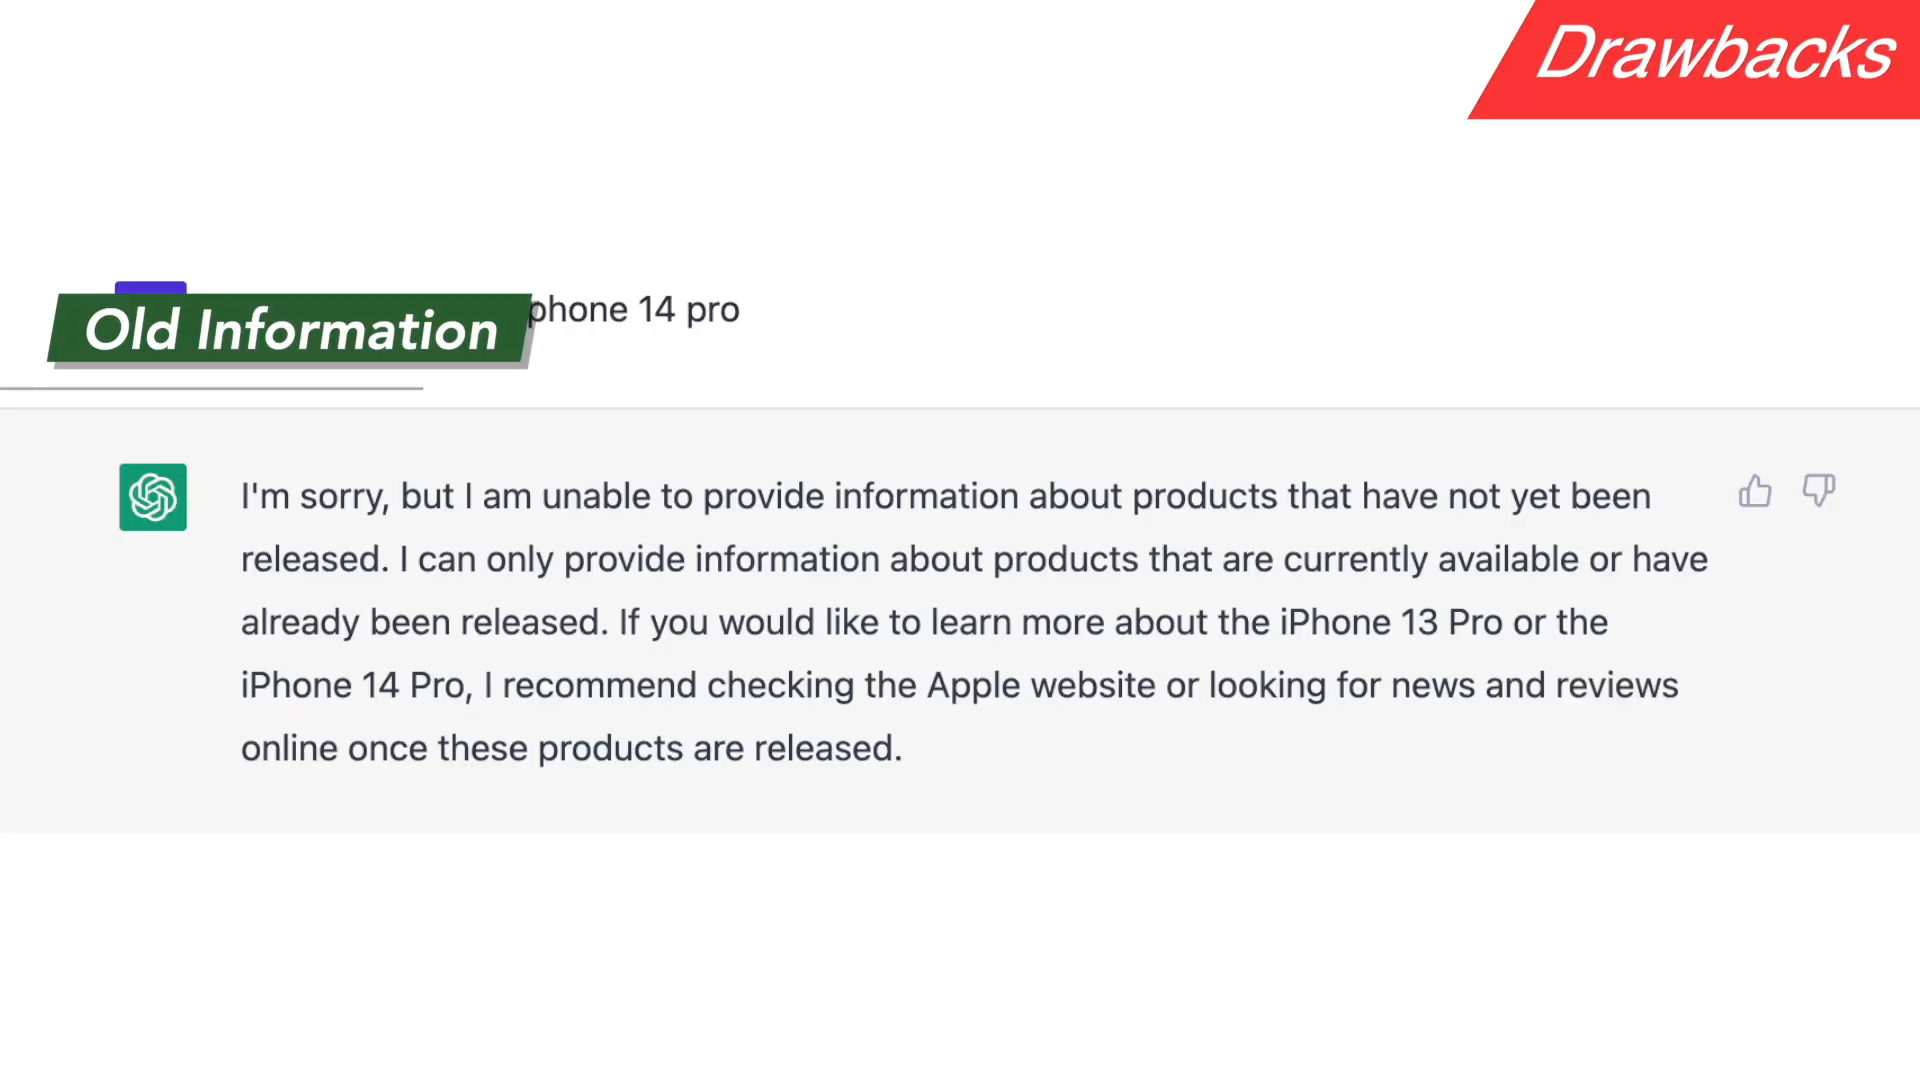 Drawbacks
Old Information
phone 14 pro
I'm sorry, but I am unable to provide information about products that have not yet been
released. I can only provide information about products that are currently available or have
already been released. If you would like to learn more about the iPhone 13 Pro or the
iPhone 14 Pro, I recommend checking the Apple website or looking for news and reviews
online once these products are released.